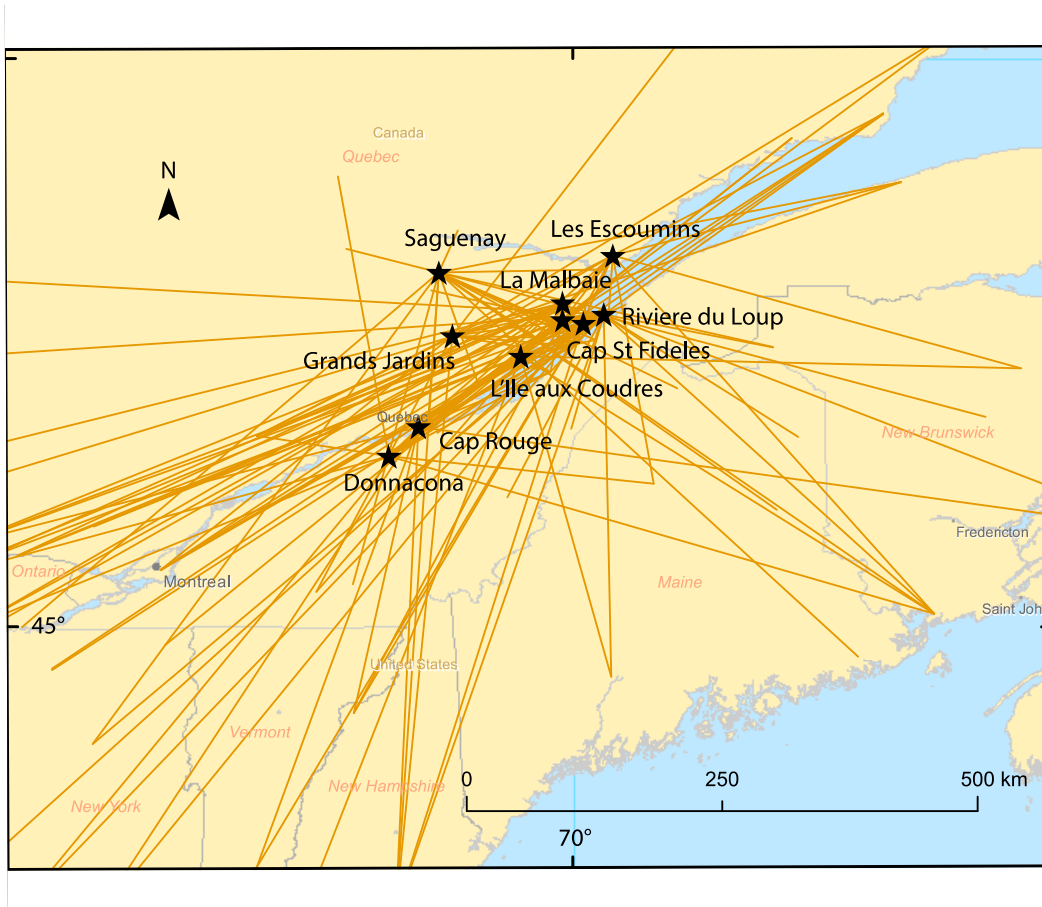 Canada
Quebec
N
Les Escoumins
Saguenay
La Malbaie
Riviere du Loup
Cap St Fideles
Grands Jardins
L'Ile aux Coudres
Quebec
New Brunswick
Cap Rouge
Donnacona
Fredericton
Ontario
Montreal
Maine
Saint Joh
45°
United States
Vermont
New Hampshire
0 250 500 km
New York
70°